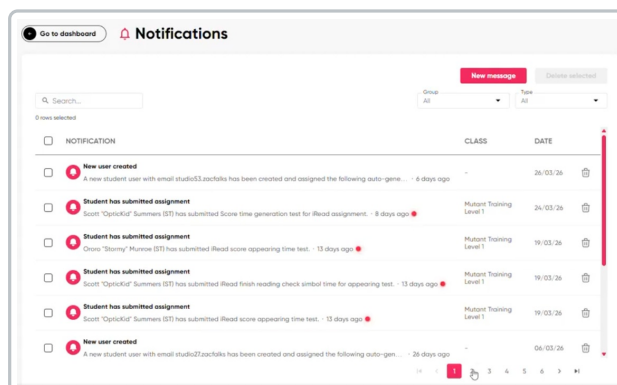 Go to dashboard
Notifications
New message
Delete selected
Search...
Group
All
Type
All
0 rows selected
NOTIFICATION CLASS DATE
New user created
A new student user with email studio53.zacfalks has been created and assigned the following auto-gene... · 6 days ago
- 26/03/26
Student has submitted assignment
Scott "OpticKid" Summers (ST) has submitted Score time generation test for iRead assignment. · 8 days ago
Mutant Training
Level 1
24/03/26
Student has submitted assignment
Ororo "Stormy" Munroe (ST) has submitted iRead score appearing time test. · 13 days ago
Mutant Training
Level 1
19/03/26
Student has submitted assignment
Scott "OpticKid" Summers (ST) has submitted iRead finish reading check simbol time for appearing test. · 13 days ago
Mutant Training
Level 1
19/03/26
Student has submitted assignment
Scott "OpticKid" Summers (ST) has submitted iRead score appearing time test. · 13 days ago
Mutant Training
Level 1
19/03/26
New user created
A new student user with email studio27.zacfalks has been created and assigned the following auto-gen... · 26 days ago
- 06/03/26
1 3 4 5 6